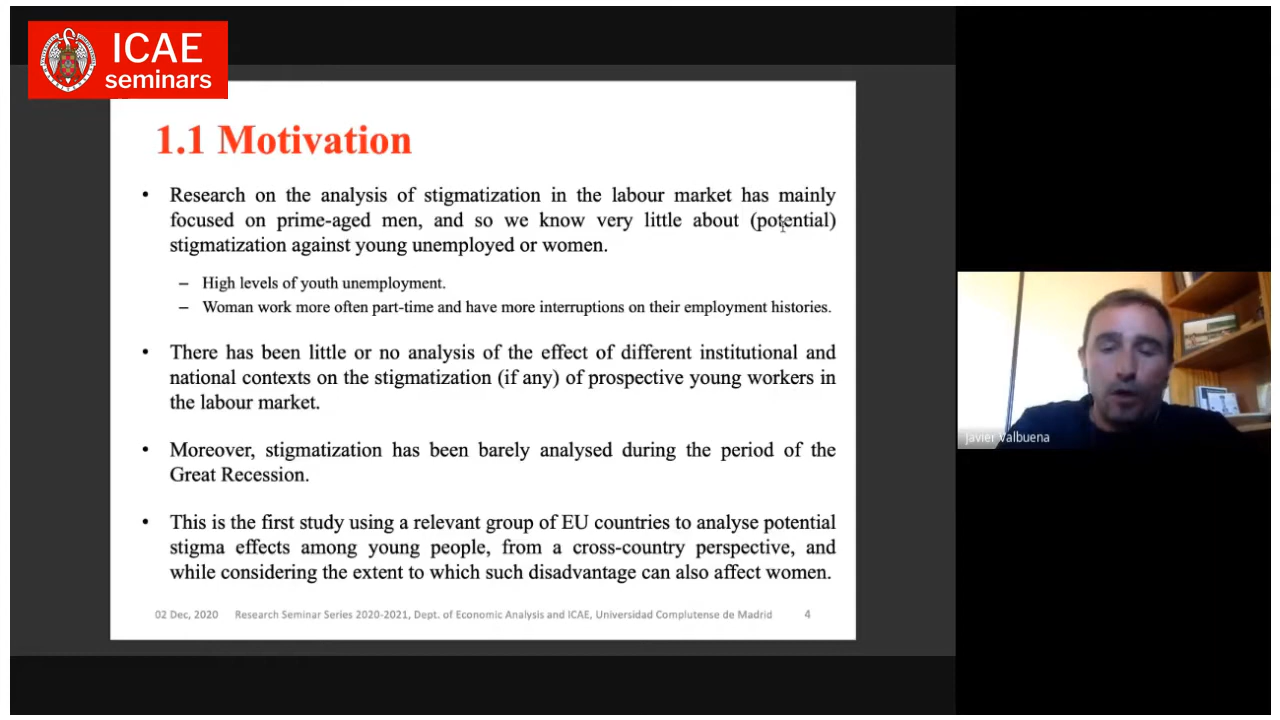 ICAE
seminars
1.1 Motivation
• Research on the analysis of stigmatization in the labour market has mainly
focused on prime-aged men, and so we know very little about (potential)
stigmatization against young unemployed or women.
– High levels of youth unemployment.
– Woman work more often part-time and have more interruptions on their employment histories.
• There has been little or no analysis of the effect of different institutional and
national contexts on the stigmatization (if any) of prospective young workers in
the labour market.
• Moreover, stigmatization has been barely analysed during the period of the
Great Recession.
• This is the first study using a relevant group of EU countries to analyse potential
stigma effects among young people, from a cross-country perspective, and
while considering the extent to which such disadvantage can also affect women.
02 Dec, 2020 Research Seminar Series 2020-2021, Dept. of Economic Analysis and ICAE, Universidad Complutense de Madrid 4
Javier Valbuena